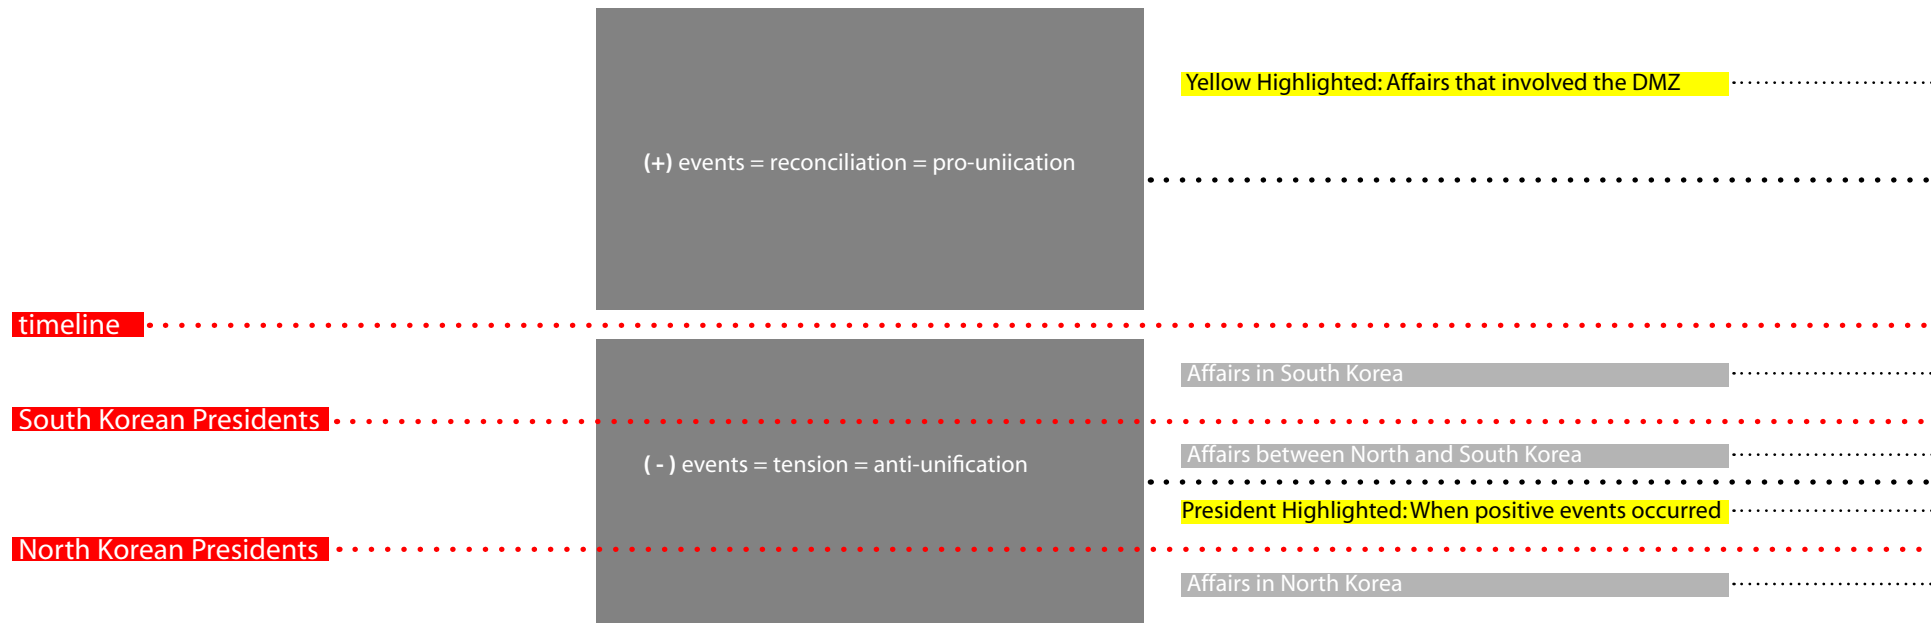 Yellow Highlighted: Affairs that involved the DMZ
(+) events = reconciliation = pro-uniication
timeline
Affairs in South Korea
South Korean Presidents
Affairs between North and South Korea
( - ) events = tension = anti-unification
President Highlighted: When positive events occurred
North Korean Presidents
Affairs in North Korea